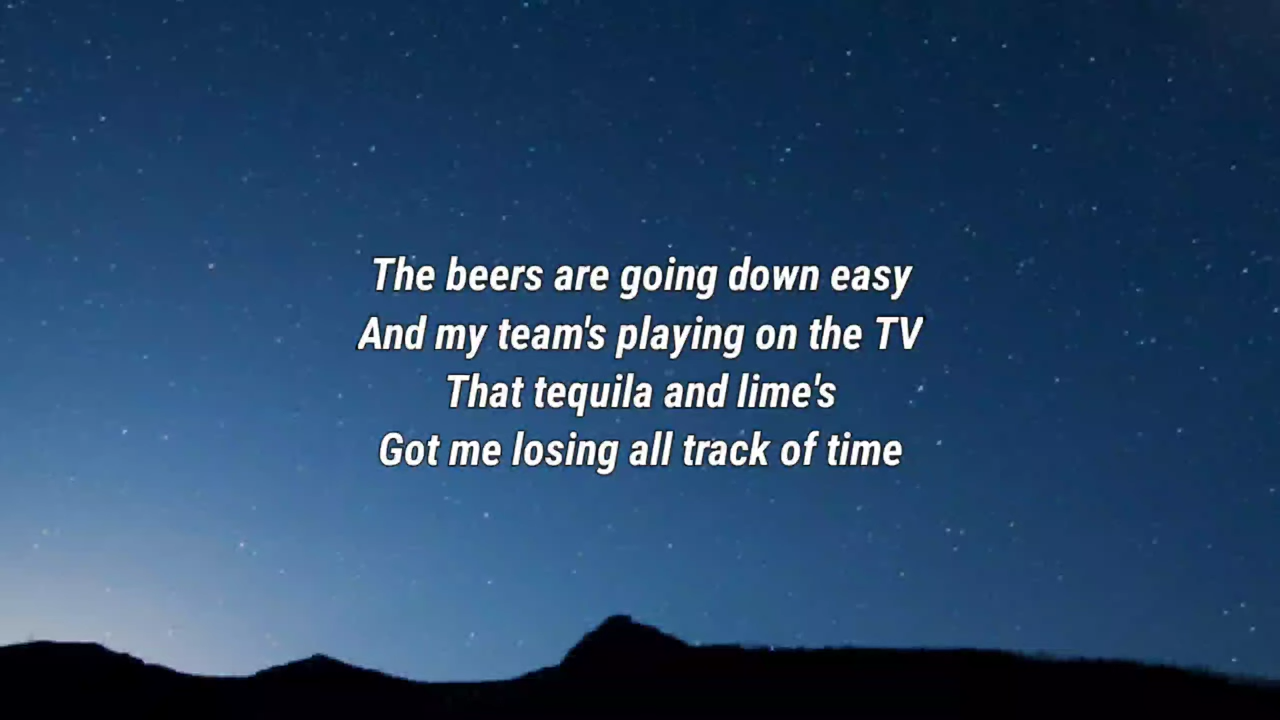 The beers are going down easy
And my team's playing on the TV
That tequila and lime's
Got me losing all track of time